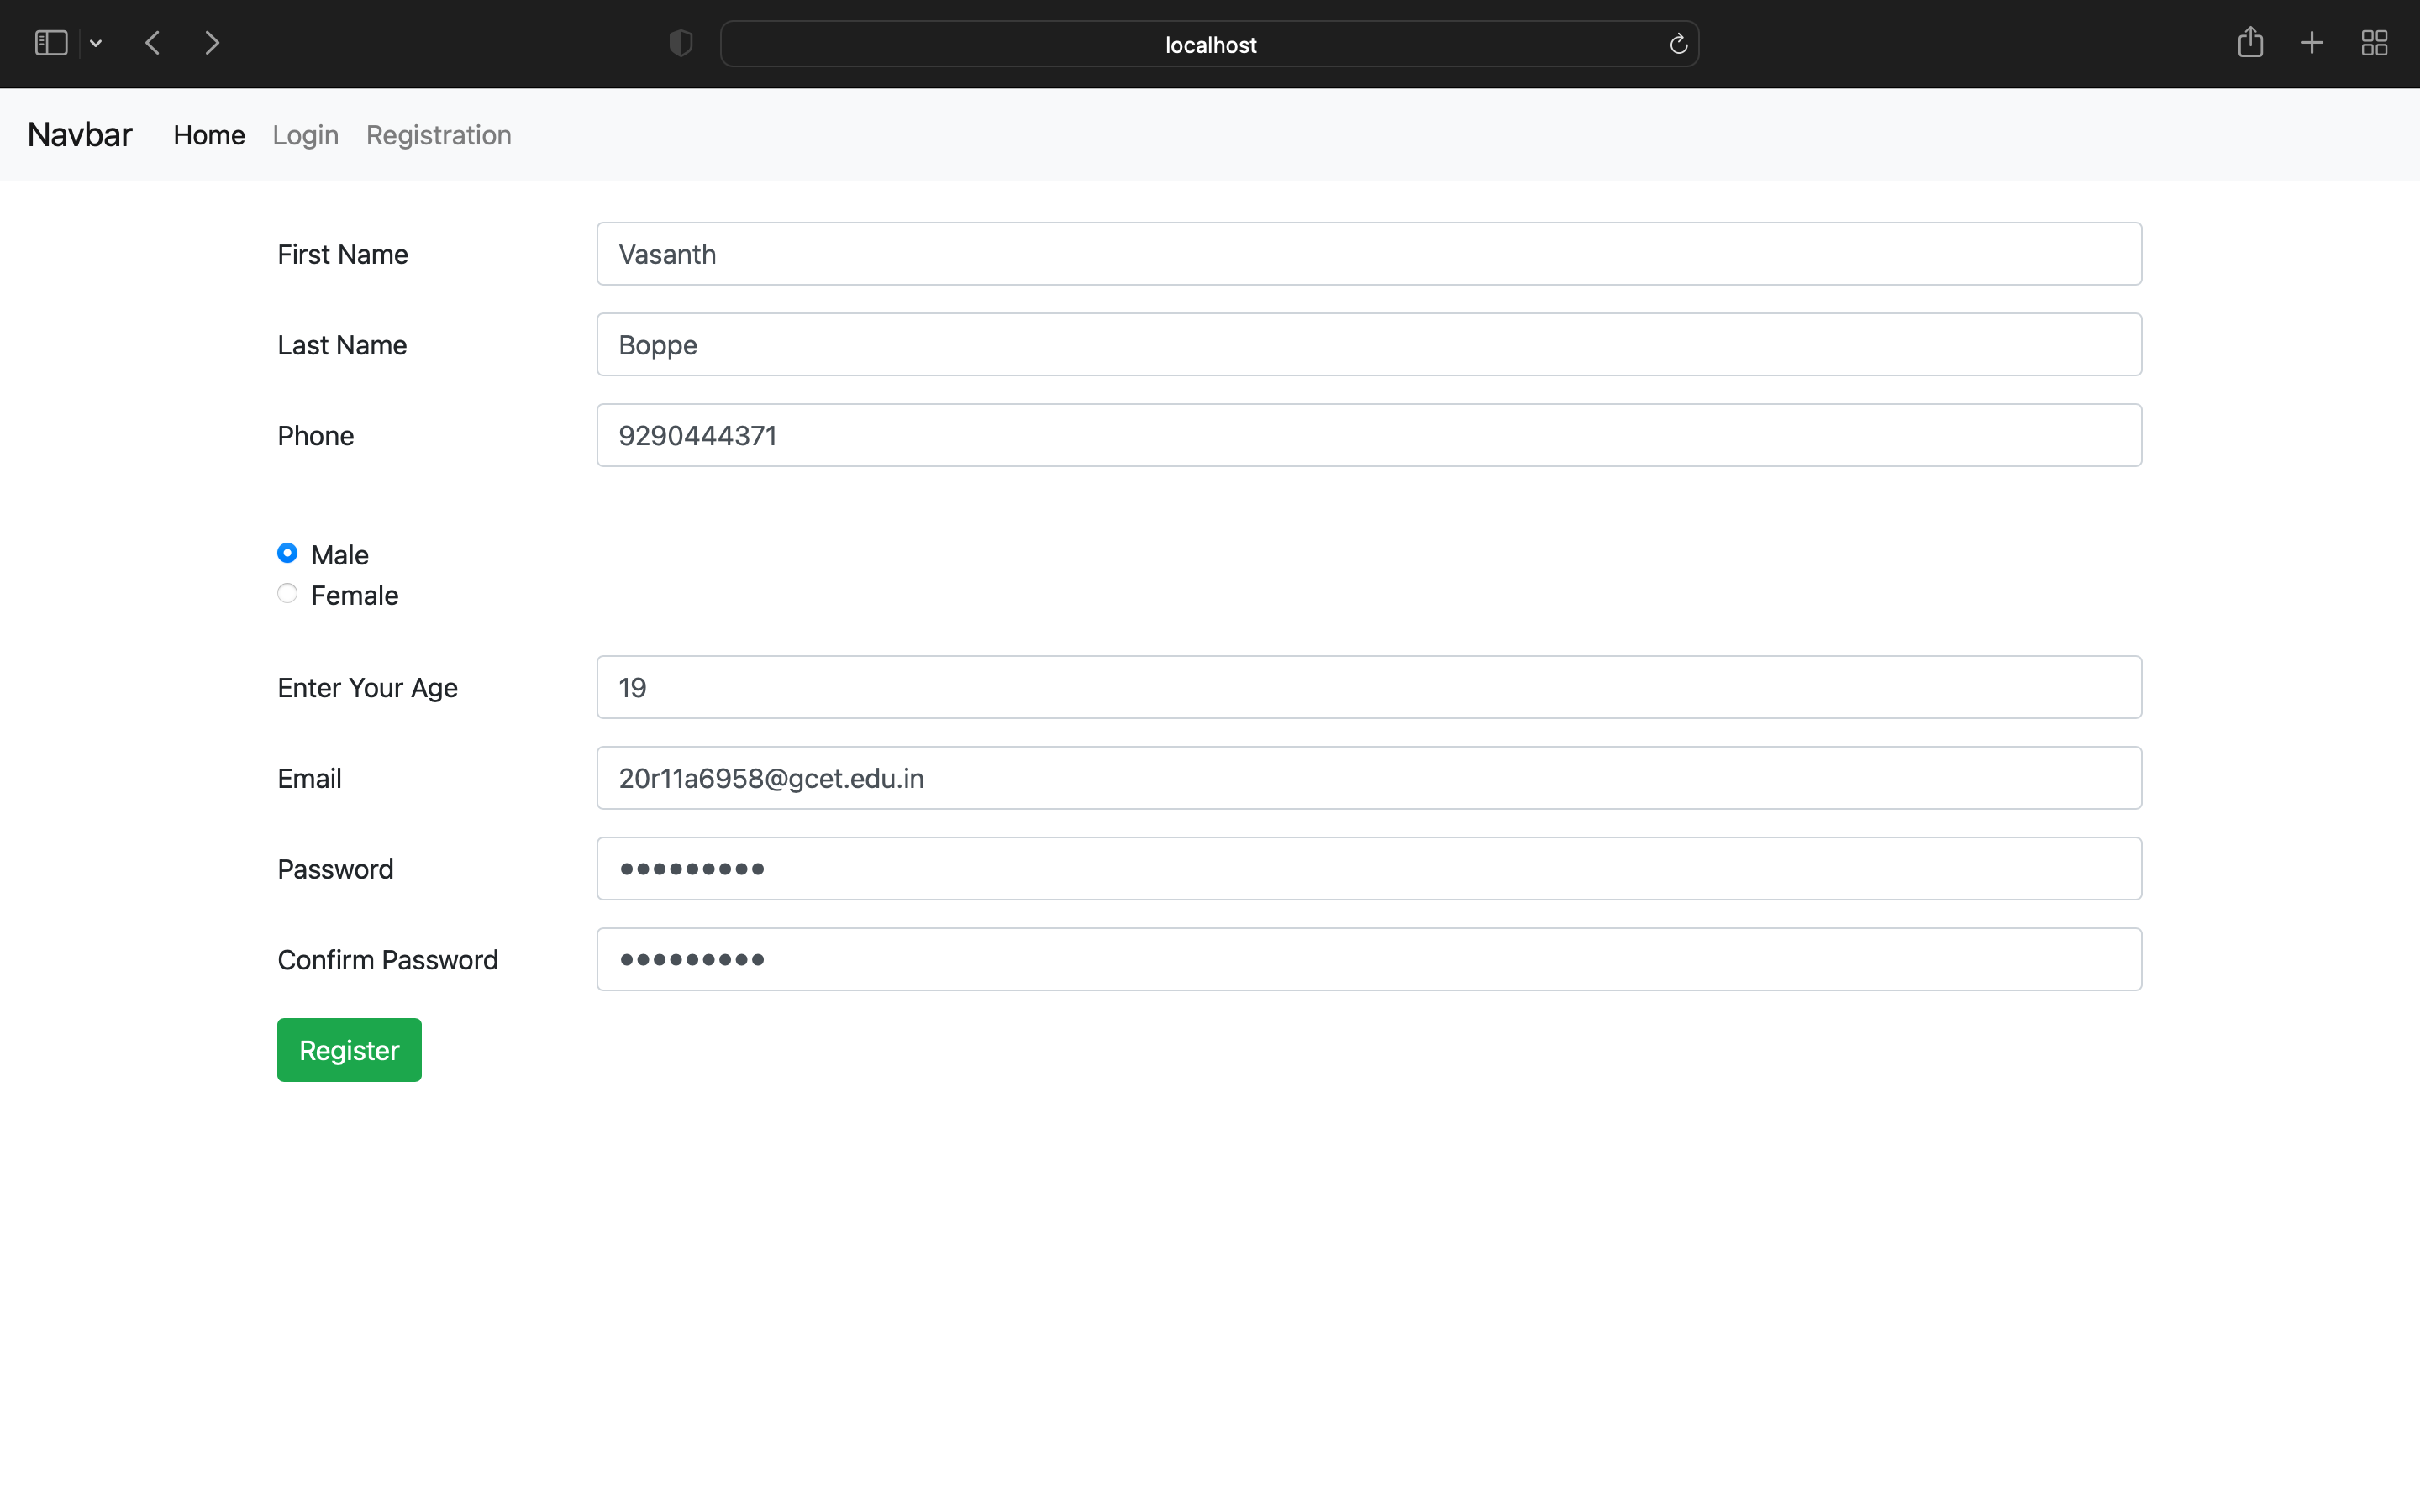 localhost
Navbar Home Login Registration
First Name Vasanth
Last Name Boppe
Phone 9290444371
Male
Female
Enter Your Age 19
Email 20r11a6958@gcet.edu.in
Password •••••••••
Confirm Password •••••••••
Register